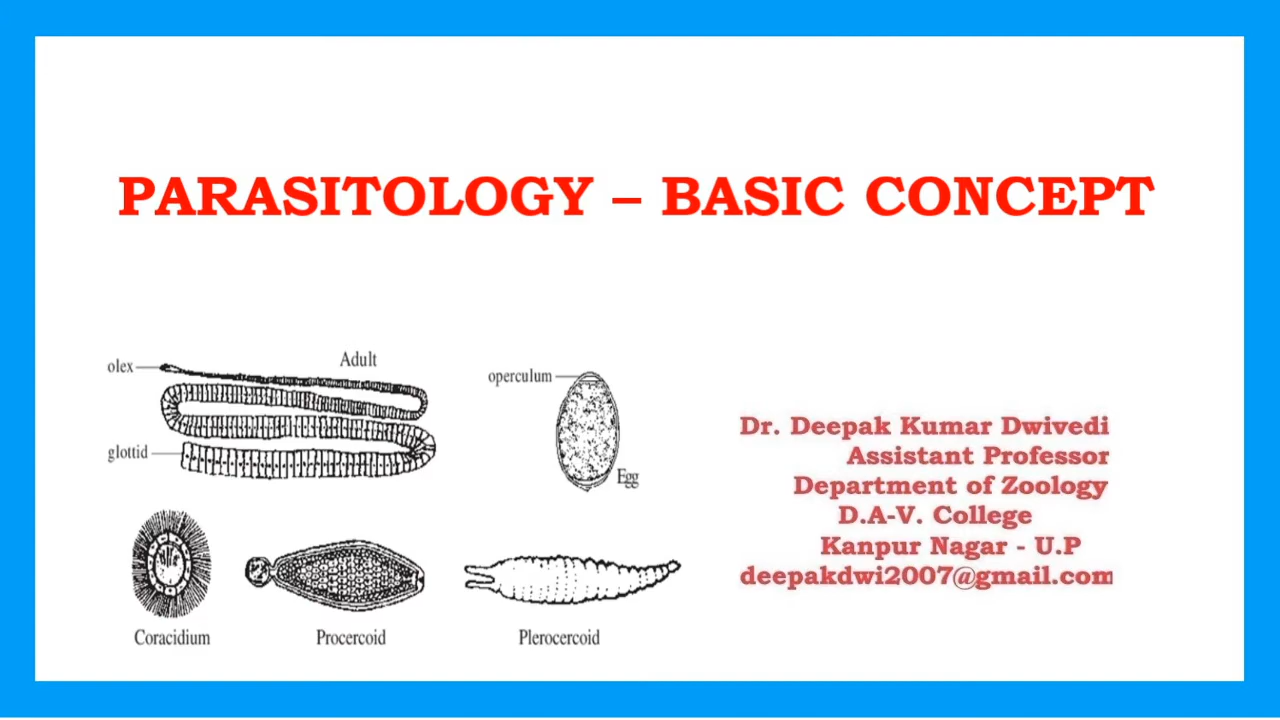 PARASITOLOGY – BASIC CONCEPT
olex
Adult
glottid
operculum
Egg
Coracidium
Procercoid
Plerocercoid
Dr. Deepak Kumar Dwivedi
Assistant Professor
Department of Zoology
D.A-V. College
Kanpur Nagar - U.P
deepakdwi2007@gmail.com